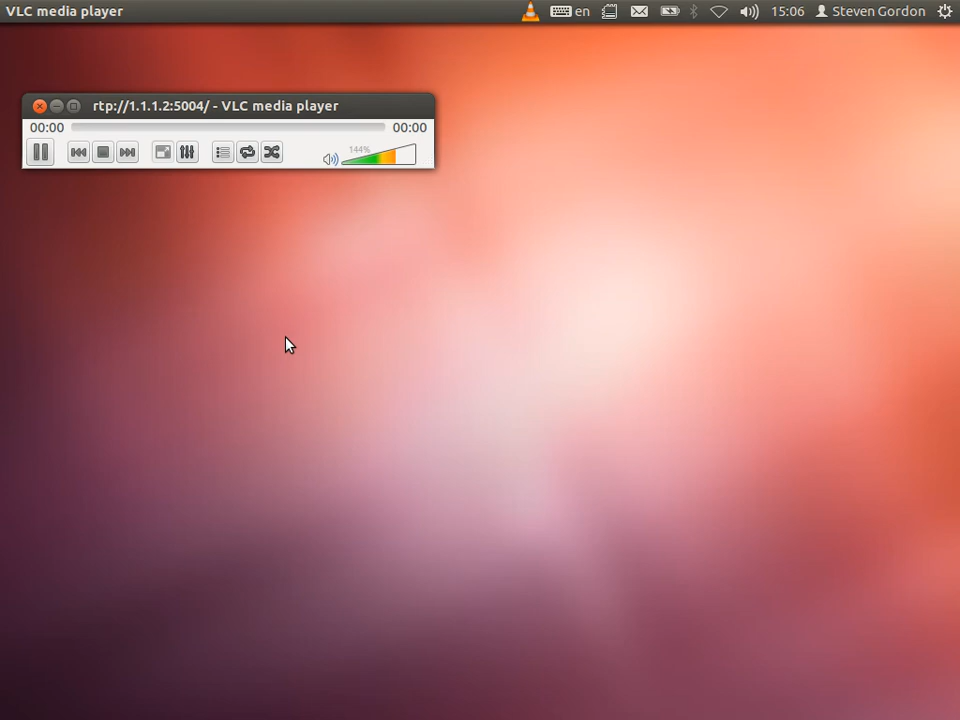 VLC media player
en
15:06
Steven Gordon
rtp://1.1.1.2:5004/ - VLC media player
00:00
00:00
144%